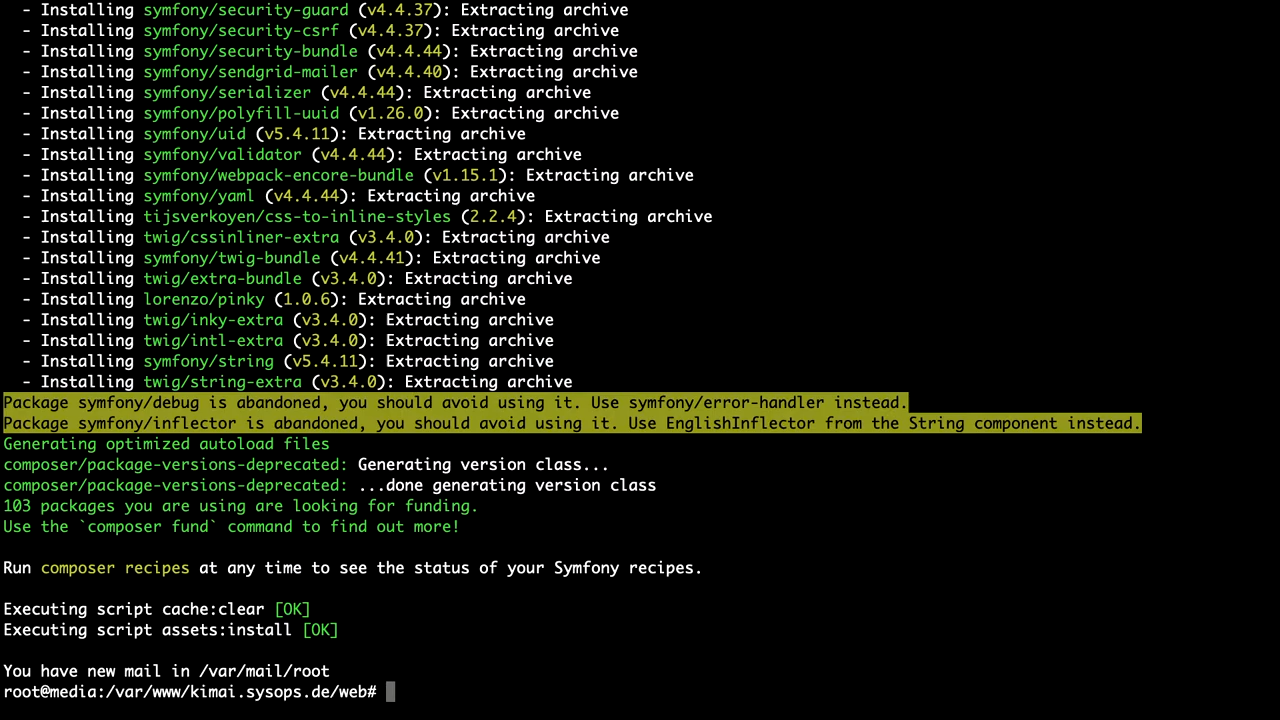 - Installing symfony/security-guard (v4.4.37): Extracting archive
- Installing symfony/security-csrf (v4.4.37): Extracting archive
- Installing symfony/security-bundle (v4.4.44): Extracting archive
- Installing symfony/sendgrid-mailer (v4.4.40): Extracting archive
- Installing symfony/serializer (v4.4.44): Extracting archive
- Installing symfony/polyfill-uuid (v1.26.0): Extracting archive
- Installing symfony/uid (v5.4.11): Extracting archive
- Installing symfony/validator (v4.4.44): Extracting archive
- Installing symfony/webpack-encore-bundle (v1.15.1): Extracting archive
- Installing symfony/yaml (v4.4.44): Extracting archive
- Installing tijsverkoyen/css-to-inline-styles (2.2.4): Extracting archive
- Installing twig/cssinliner-extra (v3.4.0): Extracting archive
- Installing symfony/twig-bundle (v4.4.41): Extracting archive
- Installing twig/extra-bundle (v3.4.0): Extracting archive
- Installing lorenzo/pinky (1.0.6): Extracting archive
- Installing twig/inky-extra (v3.4.0): Extracting archive
- Installing twig/intl-extra (v3.4.0): Extracting archive
- Installing symfony/string (v5.4.11): Extracting archive
- Installing twig/string-extra (v3.4.0): Extracting archive
Package symfony/debug is abandoned, you should avoid using it. Use symfony/error-handler instead.
Package symfony/inflector is abandoned, you should avoid using it. Use EnglishInflector from the String component instead.
Generating optimized autoload files
composer/package-versions-deprecated: Generating version class...
composer/package-versions-deprecated: ...done generating version class
103 packages you are using are looking for funding.
Use the `composer fund` command to find out more!
Run composer recipes at any time to see the status of your Symfony recipes.
Executing script cache:clear [OK]
Executing script assets:install [OK]
You have new mail in /var/mail/root
root@media:/var/www/kimai.sysops.de/web#